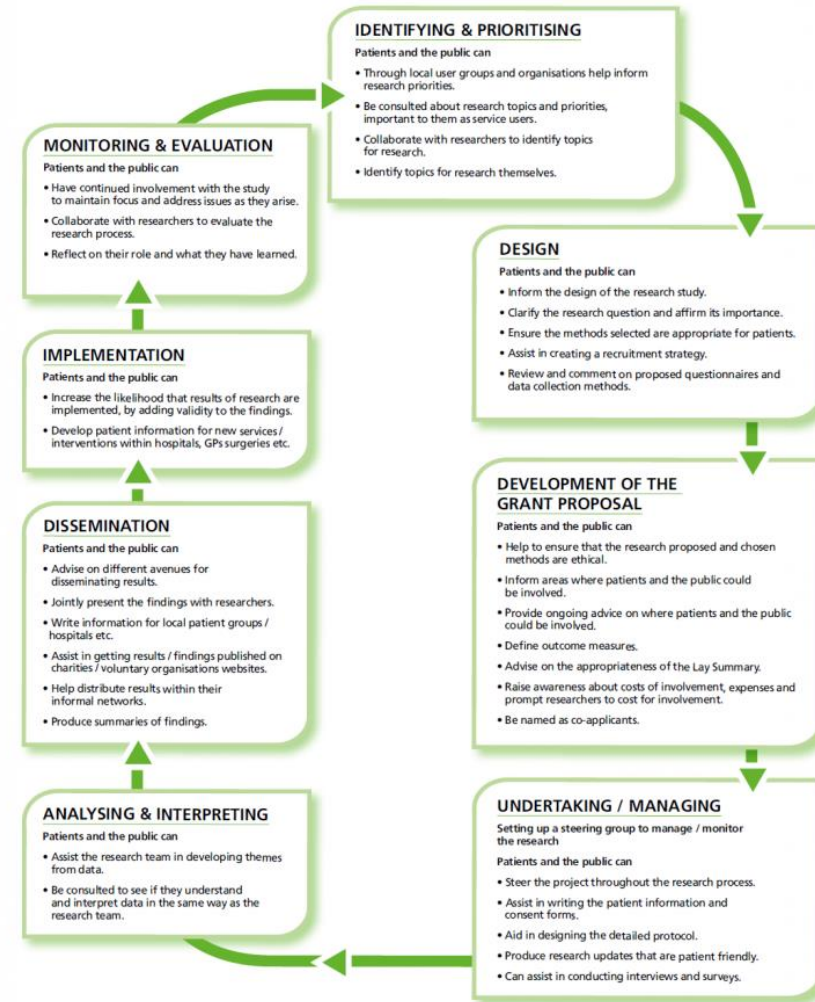 IDENTIFYING & PRIORITISING
Patients and the public can
• Through local user groups and organisations help inform
research priorities.
• Be consulted about research topics and priorities,
important to them as service users.
• Collaborate with researchers to identify topics
for research.
• Identify topics for research themselves.
DESIGN
Patients and the public can
• Inform the design of the research study.
• Clarify the research question and affirm its importance.
• Ensure the methods selected are appropriate for patients.
• Assist in creating a recruitment strategy.
• Review and comment on proposed questionnaires and
data collection methods.
DEVELOPMENT OF THE
GRANT PROPOSAL
Patients and the public can
• Help to ensure that the research proposed and chosen
methods are ethical.
• Inform areas where patients and the public could
be involved.
• Provide ongoing advice on where patients and the public
could be involved.
• Define outcome measures.
• Advise on the appropriateness of the Lay Summary.
• Raise awareness about costs of involvement, expenses and
prompt researchers to cost for involvement.
• Be named as co-applicants.
UNDERTAKING / MANAGING
Setting up a steering group to manage / monitor
the research
Patients and the public can
• Steer the project throughout the research process.
• Assist in writing the patient information and
consent forms.
• Aid in designing the detailed protocol.
• Produce research updates that are patient friendly.
• Can assist in conducting interviews and surveys.
ANALYSING & INTERPRETING
Patients and the public can
• Assist the research team in developing themes
from data.
• Be consulted to see if they understand
and interpret data in the same way as the
research team.
DISSEMINATION
Patients and the public can
• Advise on different avenues for
disseminating results.
• Jointly present the findings with researchers.
• Write information for local patient groups /
hospitals etc.
• Assist in getting results / findings published on
charities / voluntary organisations websites.
• Help distribute results within their
informal networks.
• Produce summaries of findings.
IMPLEMENTATION
Patients and the public can
• Increase the likelihood that results of research are
implemented, by adding validity to the findings.
• Develop patient information for new services /
interventions within hospitals, GPs surgeries etc.
MONITORING & EVALUATION
Patients and the public can
• Have continued involvement with the study
to maintain focus and address issues as they arise.
• Collaborate with researchers to evaluate the
research process.
• Reflect on their role and what they have learned.